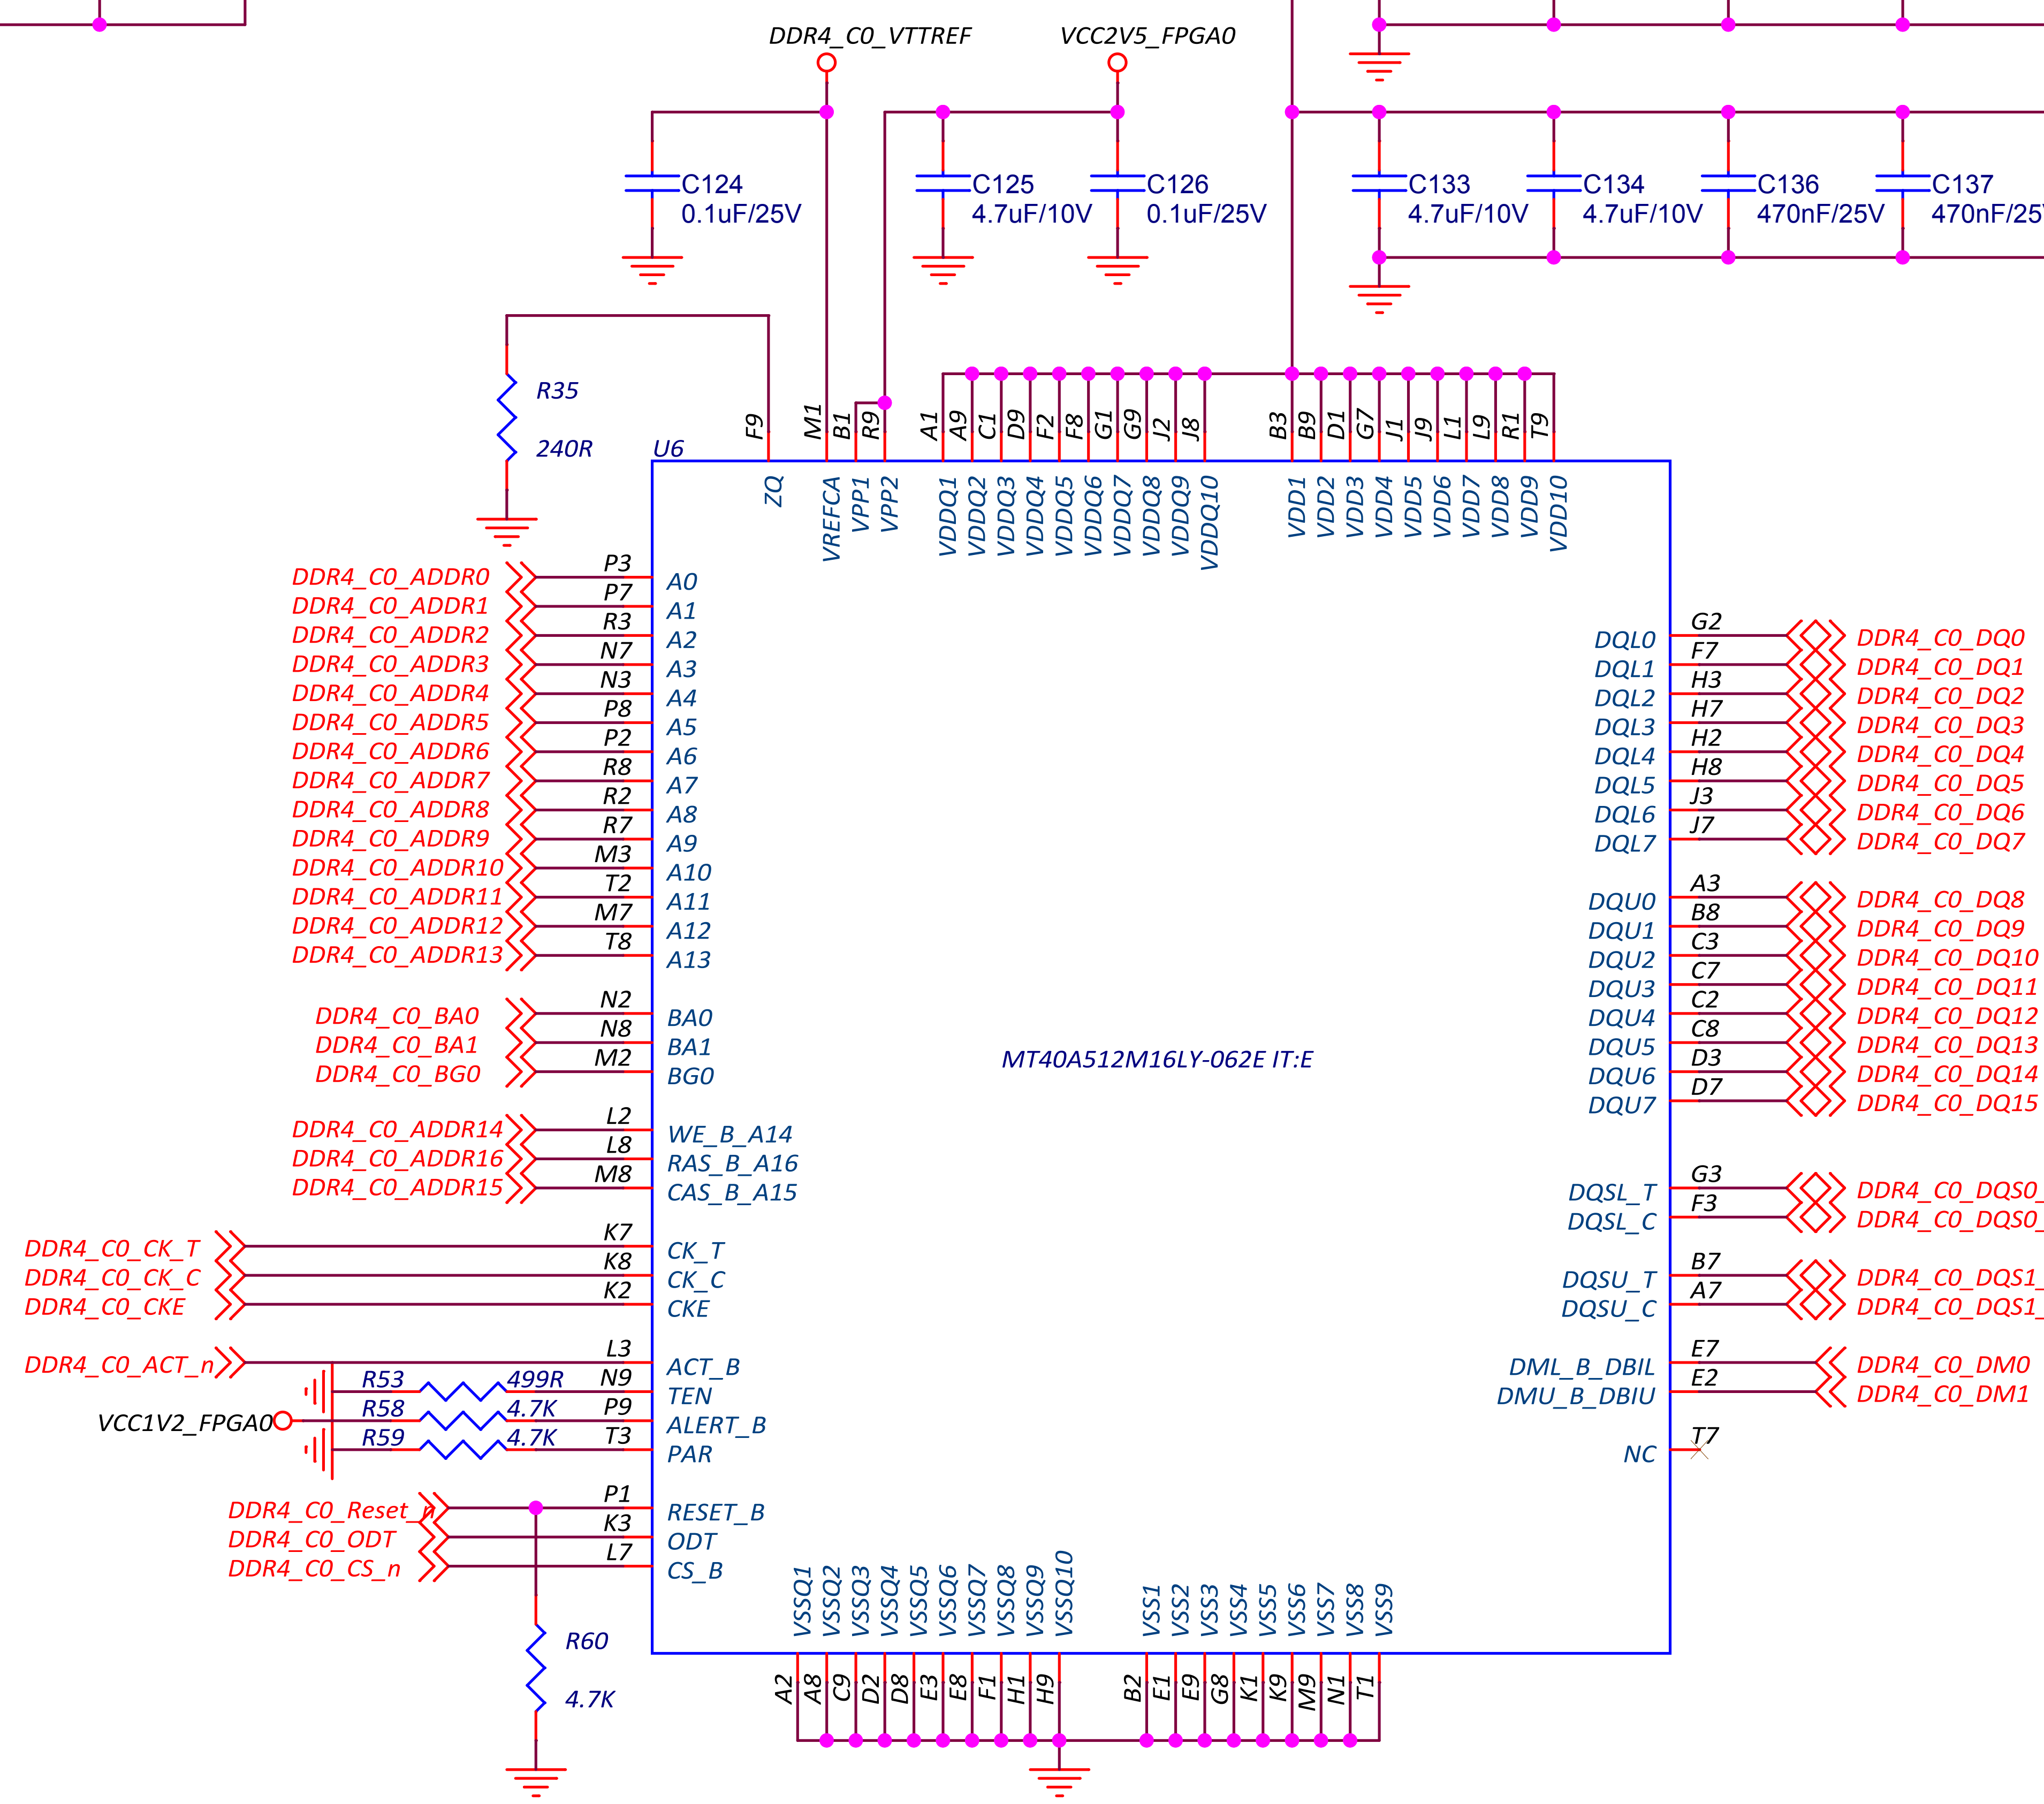 DDR4_C0_VTTREF
VCC2V5_FPGA0
C124
0.1uF/25V
C125
4.7uF/10V
C126
0.1uF/25V
C133
4.7uF/10V
C134
4.7uF/10V
C136
470nF/25V
C137
470nF/25V
R35
240R
U6
F9 M1 B1 R9 A1 A9 C1 D9 F2 F8 G1 G9 J2 J8 B3 B9 D1 G7 J1 J9 L1 L9 R1 T9
ZQ VREFCA VPP1 VPP2 VDDQ1 VDDQ2 VDDQ3 VDDQ4 VDDQ5 VDDQ6 VDDQ7 VDDQ8 VDDQ9 VDDQ10 VDD1 VDD2 VDD3 VDD4 VDD5 VDD6 VDD7 VDD8 VDD9 VDD10
DDR4_C0_ADDR0 P3 A0
DDR4_C0_ADDR1 P7 A1
DDR4_C0_ADDR2 R3 A2
DDR4_C0_ADDR3 N7 A3
DDR4_C0_ADDR4 N3 A4
DDR4_C0_ADDR5 P8 A5
DDR4_C0_ADDR6 P2 A6
DDR4_C0_ADDR7 R8 A7
DDR4_C0_ADDR8 R2 A8
DDR4_C0_ADDR9 R7 A9
DDR4_C0_ADDR10 M3 A10
DDR4_C0_ADDR11 T2 A11
DDR4_C0_ADDR12 M7 A12
DDR4_C0_ADDR13 T8 A13
DDR4_C0_BA0 N2 BA0
DDR4_C0_BA1 N8 BA1
DDR4_C0_BG0 M2 BG0
DDR4_C0_ADDR14 L2 WE_B_A14
DDR4_C0_ADDR16 L8 RAS_B_A16
DDR4_C0_ADDR15 M8 CAS_B_A15
DDR4_C0_CK_T K7 CK_T
DDR4_C0_CK_C K8 CK_C
DDR4_C0_CKE K2 CKE
DDR4_C0_ACT_n L3 ACT_B
R53 499R N9 TEN
VCC1V2_FPGA0 R58 4.7K P9 ALERT_B
R59 4.7K T3 PAR
DDR4_C0_Reset_n P1 RESET_B
DDR4_C0_ODT K3 ODT
DDR4_C0_CS_n L7 CS_B
R60
4.7K
MT40A512M16LY-062E IT:E
DQL0 G2 DDR4_C0_DQ0
DQL1 F7 DDR4_C0_DQ1
DQL2 H3 DDR4_C0_DQ2
DQL3 H7 DDR4_C0_DQ3
DQL4 H2 DDR4_C0_DQ4
DQL5 H8 DDR4_C0_DQ5
DQL6 J3 DDR4_C0_DQ6
DQL7 J7 DDR4_C0_DQ7
DQU0 A3 DDR4_C0_DQ8
DQU1 B8 DDR4_C0_DQ9
DQU2 C3 DDR4_C0_DQ10
DQU3 C7 DDR4_C0_DQ11
DQU4 C2 DDR4_C0_DQ12
DQU5 C8 DDR4_C0_DQ13
DQU6 D3 DDR4_C0_DQ14
DQU7 D7 DDR4_C0_DQ15
DQSL_T G3 DDR4_C0_DQS0_
DQSL_C F3 DDR4_C0_DQS0_
DQSU_T B7 DDR4_C0_DQS1_
DQSU_C A7 DDR4_C0_DQS1_
DML_B_DBIL E7 DDR4_C0_DM0
DMU_B_DBIU E2 DDR4_C0_DM1
NC T7
VSSQ1 VSSQ2 VSSQ3 VSSQ4 VSSQ5 VSSQ6 VSSQ7 VSSQ8 VSSQ9 VSSQ10 VSS1 VSS2 VSS3 VSS4 VSS5 VSS6 VSS7 VSS8 VSS9
A2 A8 C9 D2 D8 E3 E8 F1 H1 H9 B2 E1 E9 G8 K1 K9 M9 N1 T1